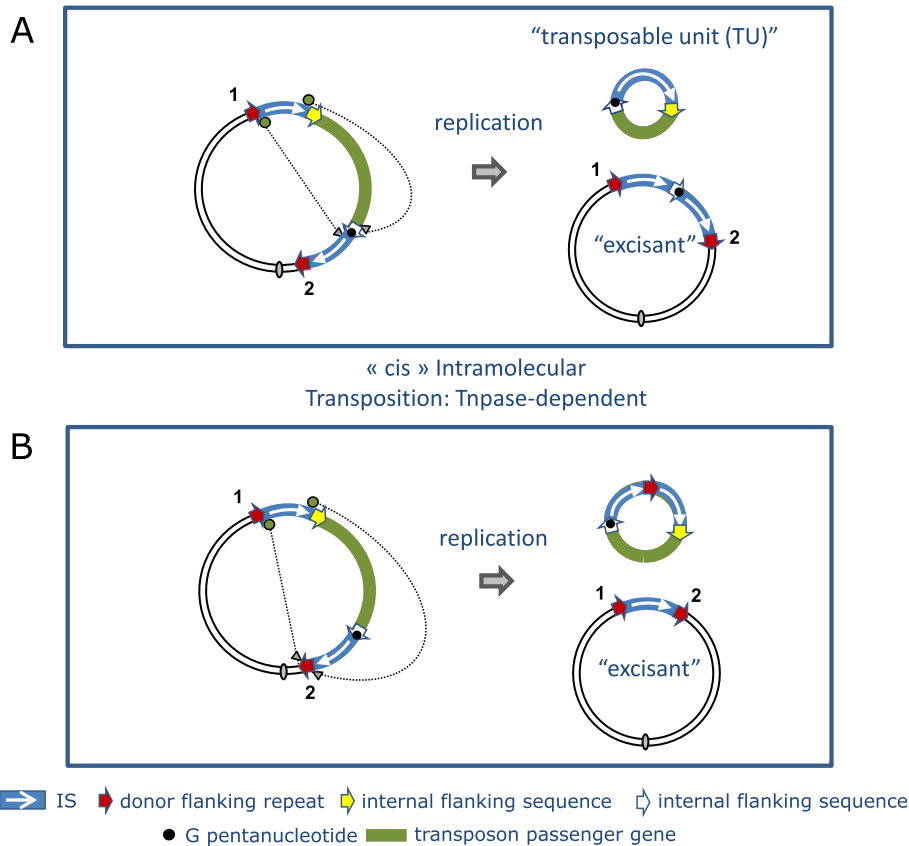 A
“transposable unit (TU)”
1
replication
1
“excisant”
2
2
« cis » Intramolecular
Transposition: Tnpase-dependent
B
1
replication
1
2
“excisant”
2
IS
donor flanking repeat
internal flanking sequence
internal flanking sequence
G pentanucleotide
transposon passenger gene